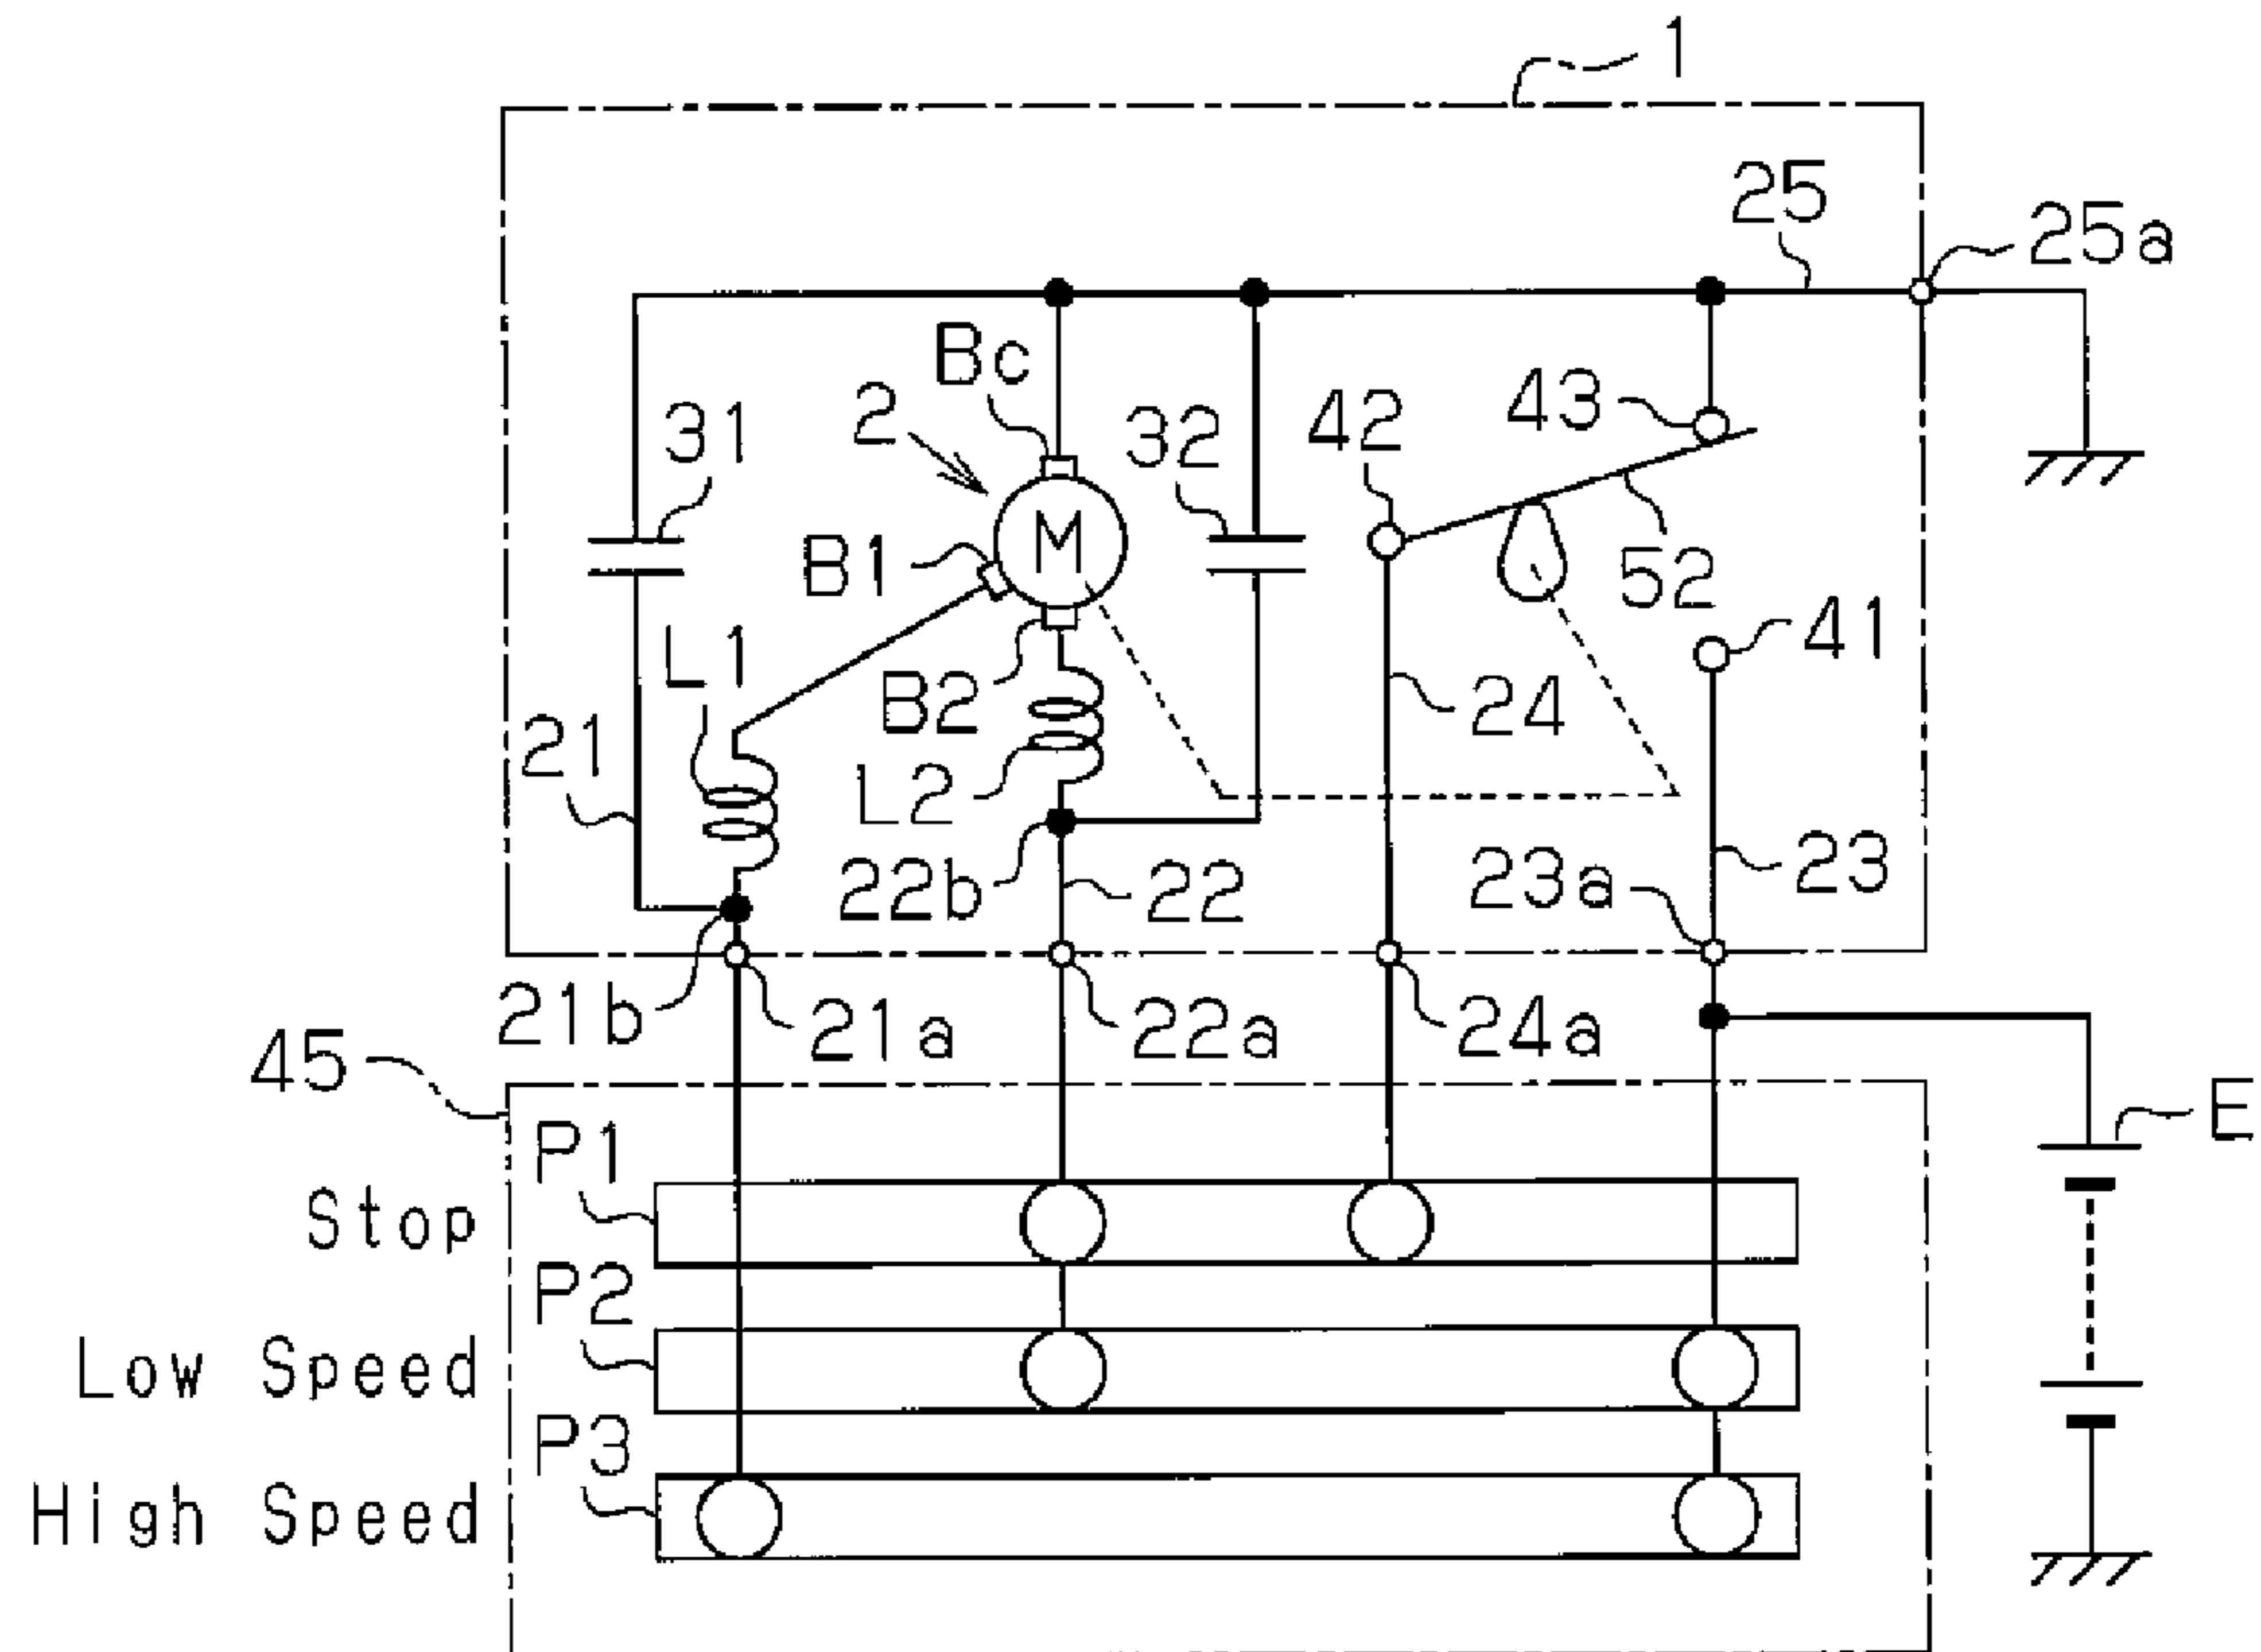 1
25
25a
Bc
2
31
32
42
43
M
B1
52
41
L1
B2
24
21
L2
22b
22
23a
23
21b
21a
22a
24a
45
E
P1
Stop
P2
Low Speed
P3
High Speed